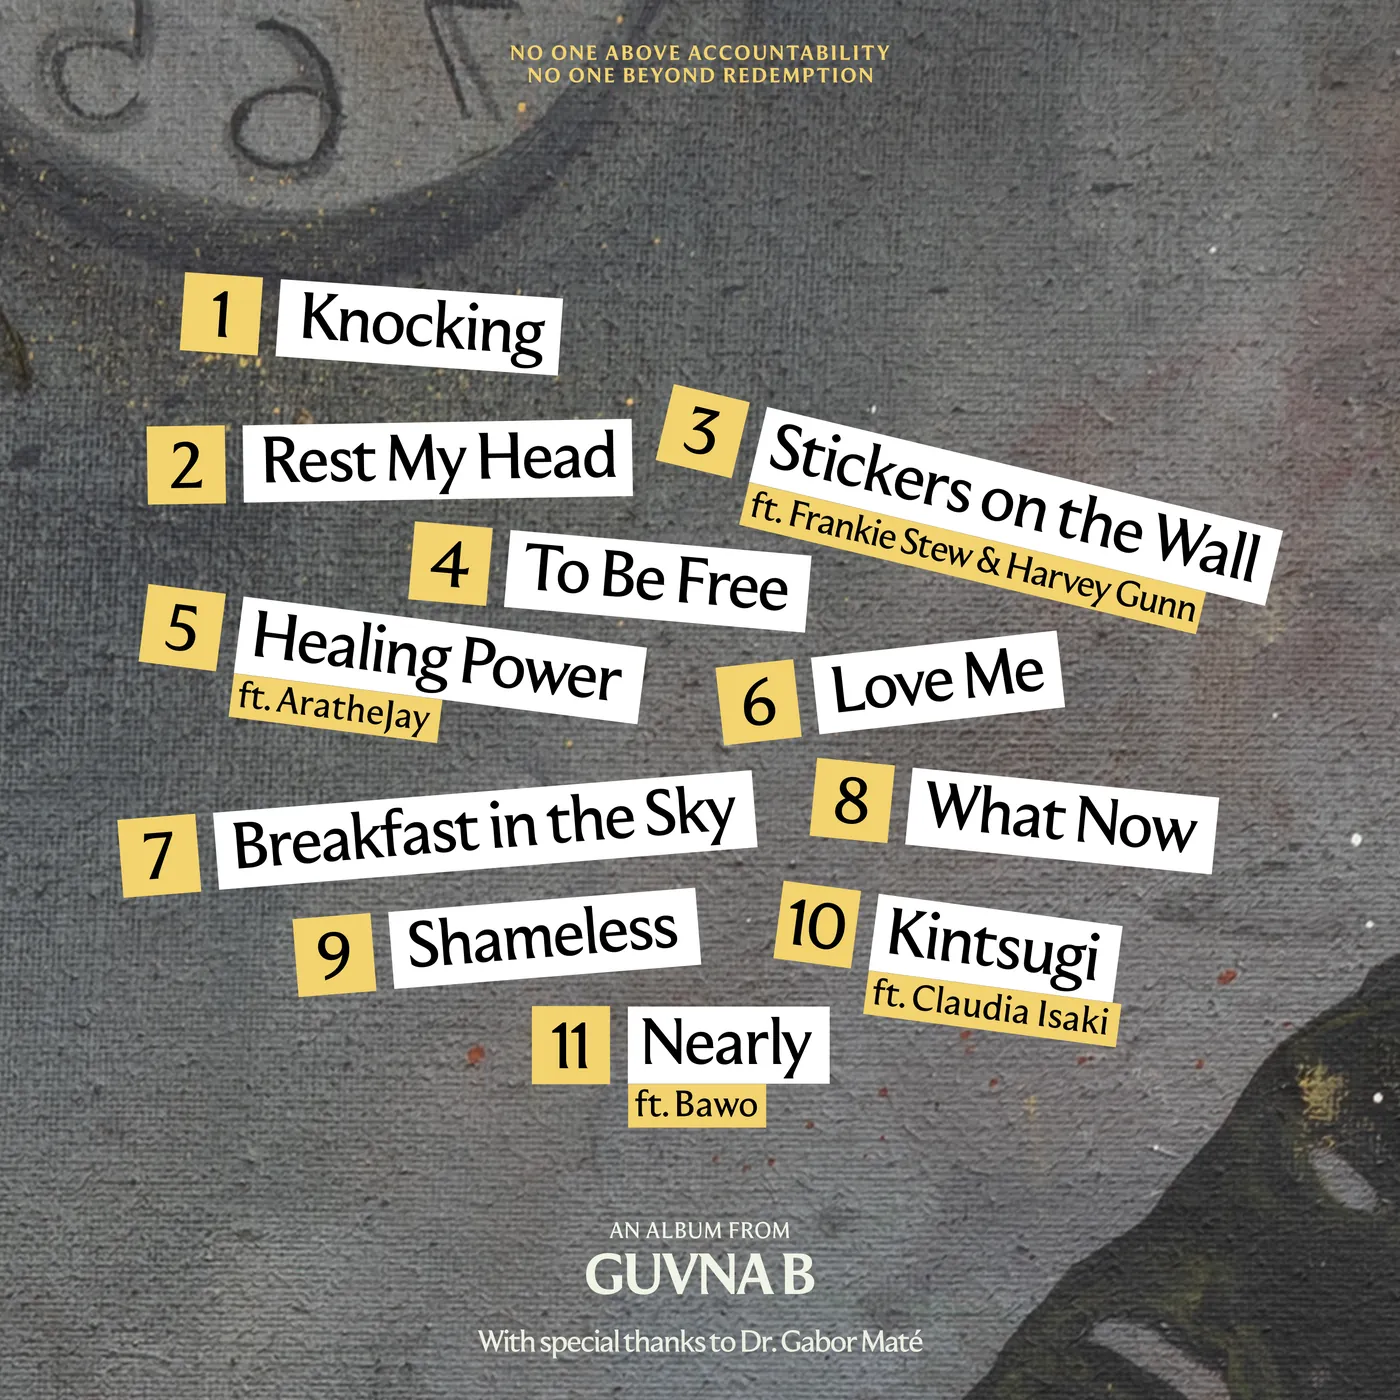 NO ONE ABOVE ACCOUNTABILITY
NO ONE BEYOND REDEMPTION
1 Knocking
2 Rest My Head
3 Stickers on the Wall
ft. Frankie Stew & Harvey Gunn
4 To Be Free
5 Healing Power
ft. AratheJay
6 Love Me
7 Breakfast in the Sky
8 What Now
9 Shameless
10 Kintsugi
ft. Claudia Isaki
11 Nearly
ft. Bawo
AN ALBUM FROM
GUVNA B
With special thanks to Dr. Gabor Maté